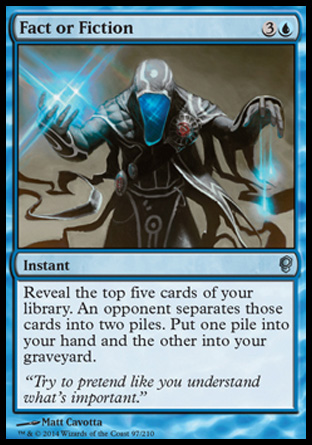 Fact or Fiction 3
Instant
Reveal the top five cards of your
library. An opponent separates those
cards into two piles. Put one pile into
your hand and the other into your
graveyard.
“Try to pretend like you understand
what’s important.”
Matt Cavotta
™ & © 2014 Wizards of the Coast 97/210